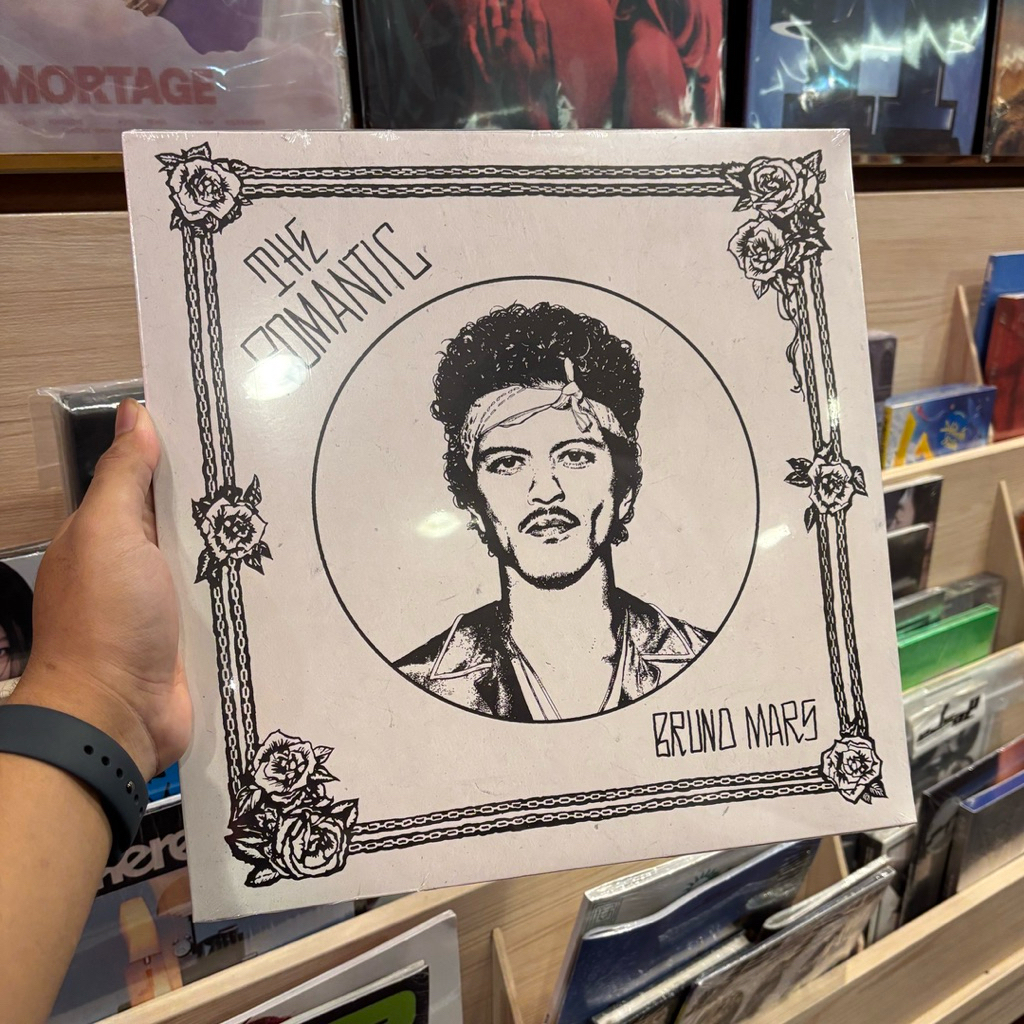 MORTAGE
THE
ROMANTIC
BRUNO MARS
here